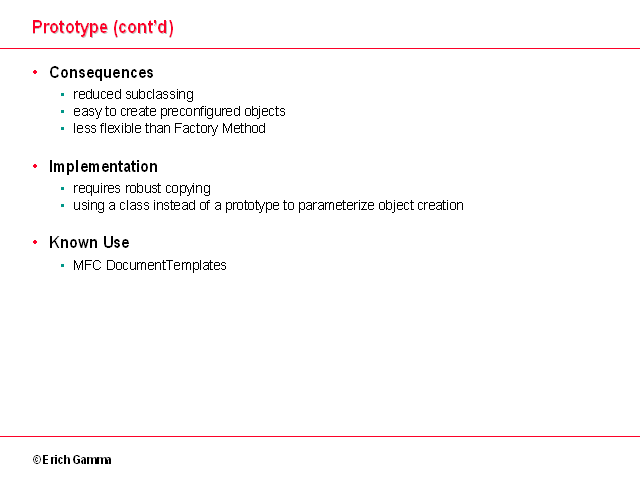 Prototype (cont'd)
• Consequences
• reduced subclassing
• easy to create preconfigured objects
• less flexible than Factory Method
• Implementation
• requires robust copying
• using a class instead of a prototype to parameterize object creation
• Known Use
• MFC DocumentTemplates
© Erich Gamma